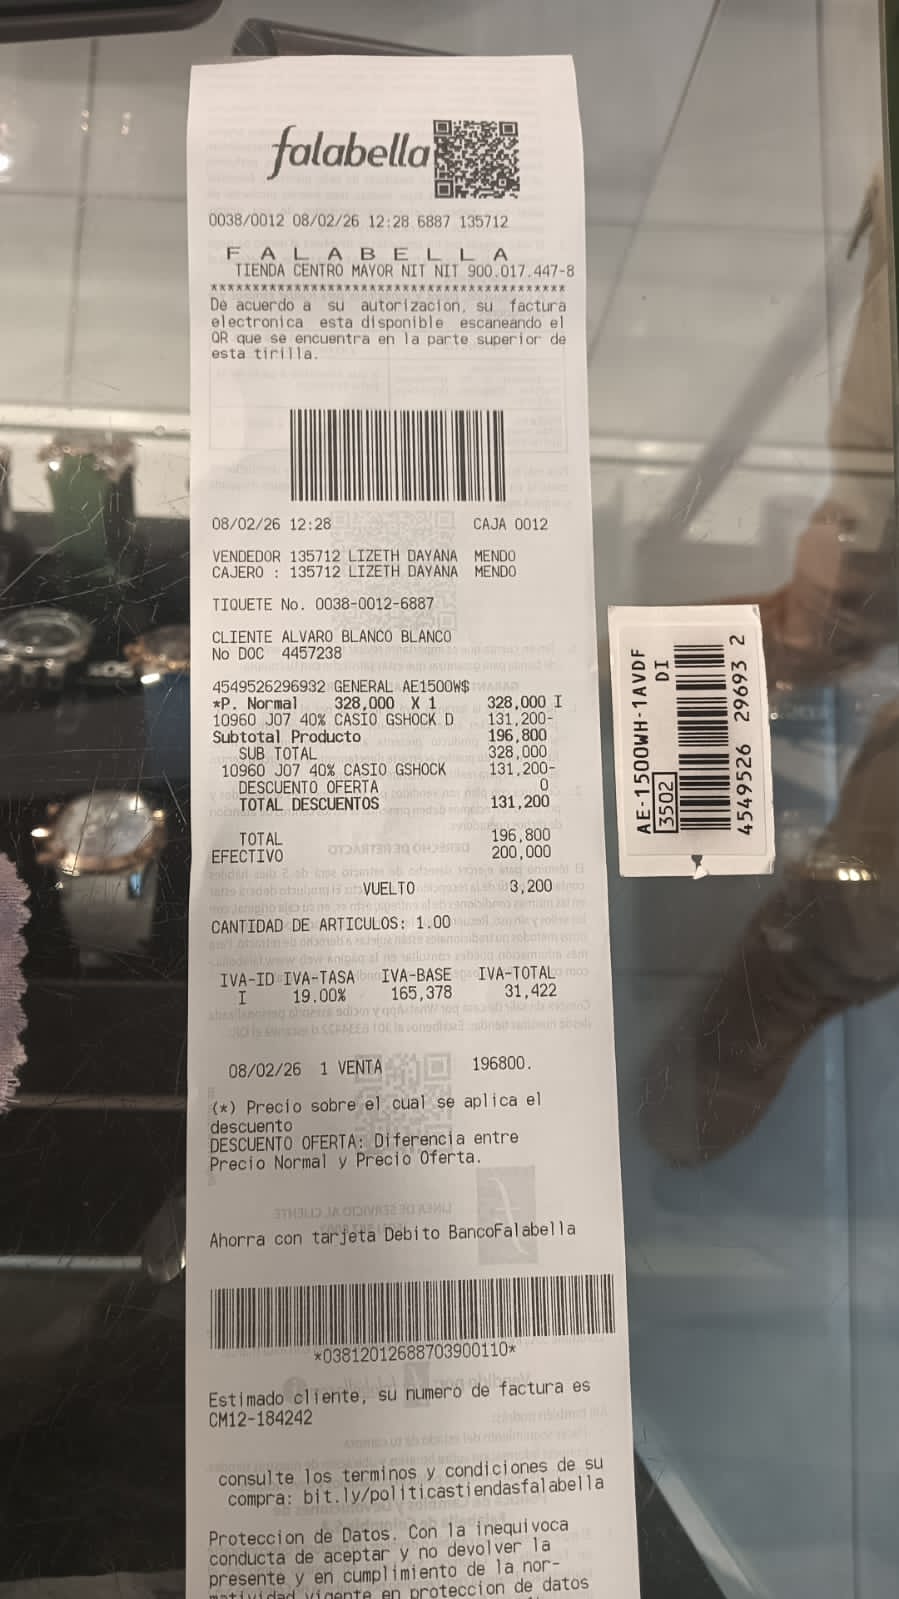 falabella
0038/0012 08/02/26 12:28 6887 135712
F A L A B E L L A
TIENDA CENTRO MAYOR NIT NIT 900.017.447-8
******************************************
De acuerdo a su autorizacion, su factura
electronica esta disponible escaneando el
QR que se encuentra en la parte superior de
esta tirilla.
08/02/26 12:28 CAJA 0012
VENDEDOR 135712 LIZETH DAYANA MENDO
CAJERO : 135712 LIZETH DAYANA MENDO
TIQUETE No. 0038-0012-6887
CLIENTE ALVARO BLANCO BLANCO
No DOC 4457238
4549526296932 GENERAL AE1500W$
*P. Normal 328,000 X 1 328,000 I
10960 J07 40% CASIO GSHOCK D 131,200-
Subtotal Producto 196,800
SUB TOTAL 328,000
10960 J07 40% CASIO GSHOCK 131,200-
DESCUENTO OFERTA 0
TOTAL DESCUENTOS 131,200
TOTAL 196,800
EFECTIVO 200,000
VUELTO 3,200
CANTIDAD DE ARTICULOS: 1.00
IVA-ID IVA-TASA IVA-BASE IVA-TOTAL
I 19.00% 165,378 31,422
08/02/26 1 VENTA 196800.
(*) Precio sobre el cual se aplica el
descuento
DESCUENTO OFERTA: Diferencia entre
Precio Normal y Precio Oferta.
Ahorra con tarjeta Debito BancoFalabella
*03812012688703900110*
Estimado cliente, su numero de factura es
CM12-184242
consulte los terminos y condiciones de su
compra: bit.ly/politicastiendasfalabella
Proteccion de Datos. Con la inequivoca
conducta de aceptar y no devolver la
presente y en cumplimiento de la nor-
matividad vigente en proteccion de datos
AE-1500WH-1AVDF
3502 DI
4549526 29693 2